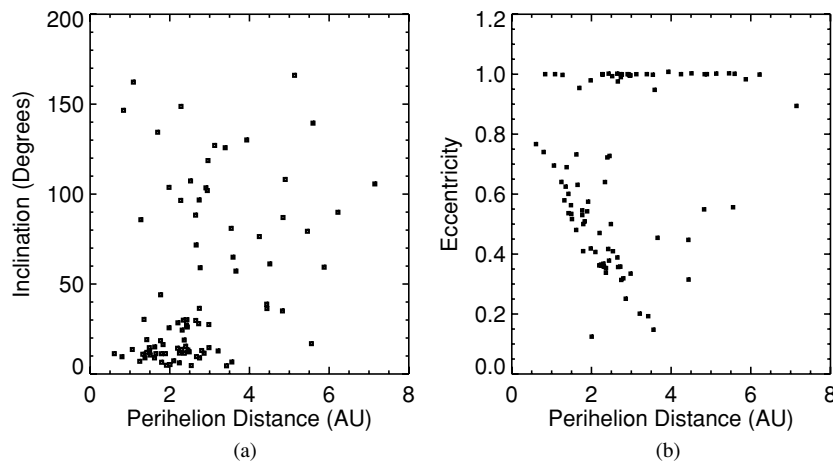 200
150
100
50
0
Inclination (Degrees)
0 2 4 6 8
Perihelion Distance (AU)
(a)
1.2
1.0
0.8
0.6
0.4
0.2
0.0
Eccentricity
0 2 4 6 8
Perihelion Distance (AU)
(b)